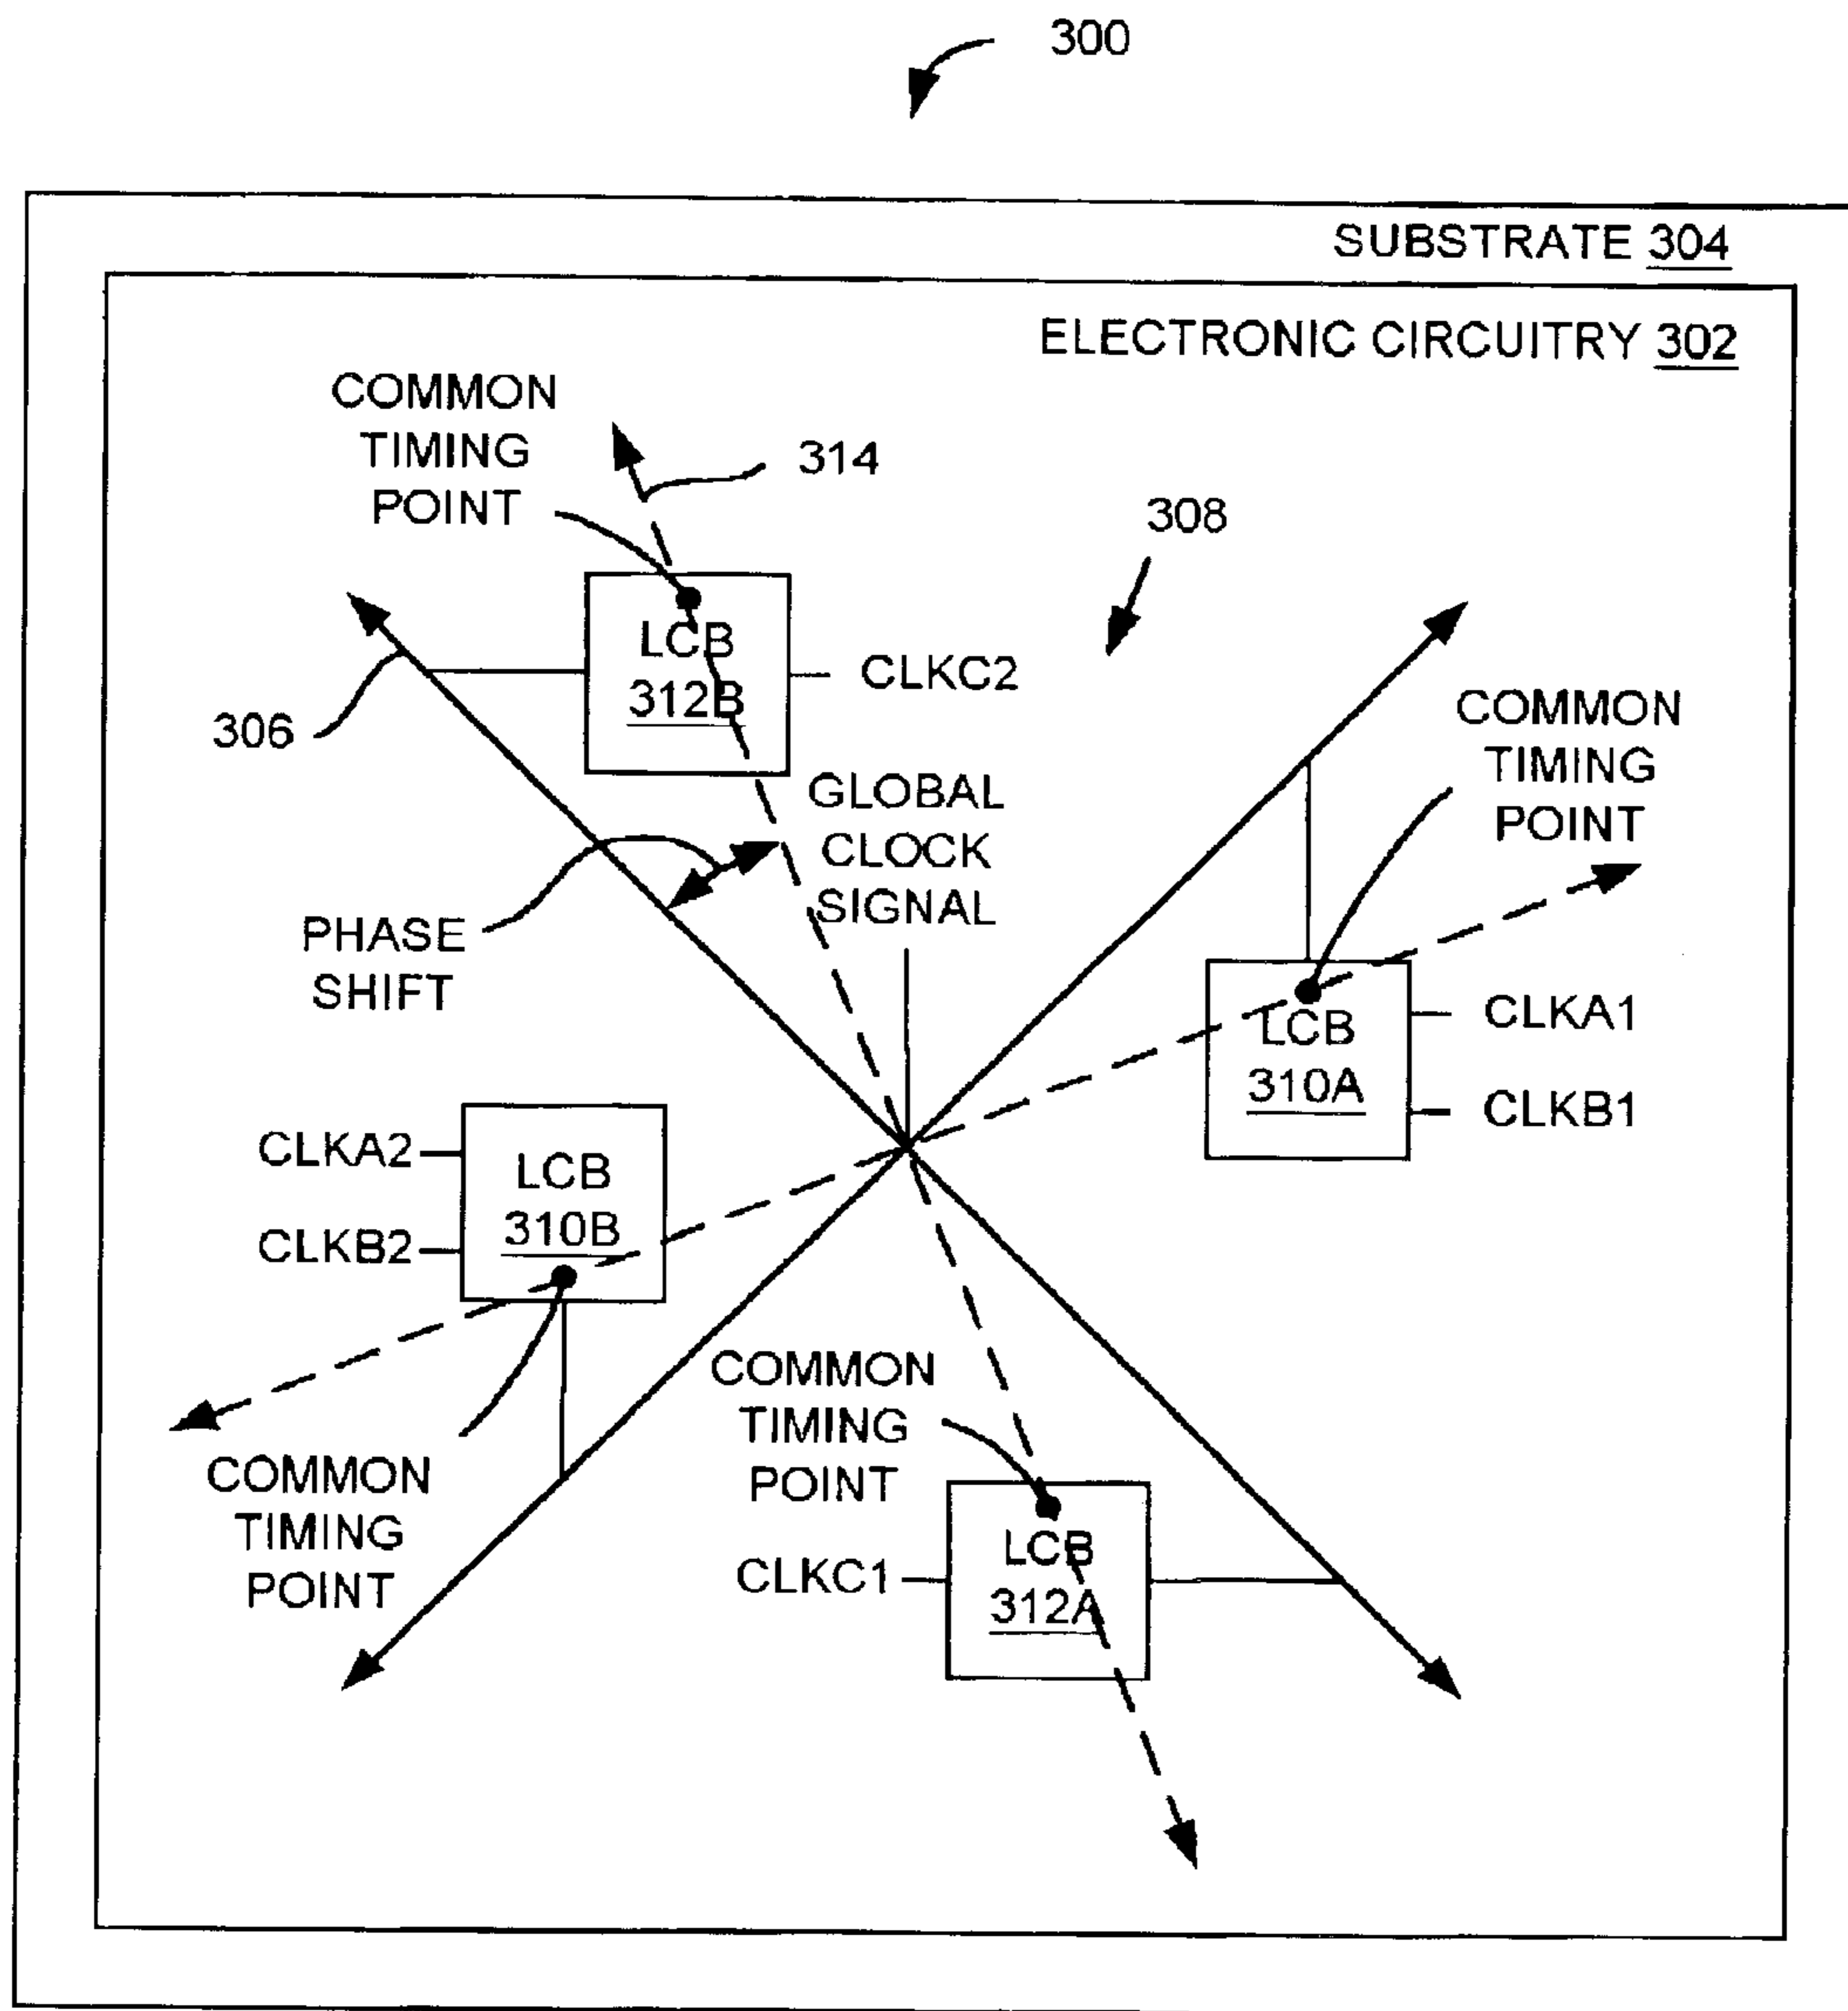 300
SUBSTRATE 304
ELECTRONIC CIRCUITRY 302
COMMON
TIMING
POINT
314
308
LCB
312B
CLKC2
306
COMMON
TIMING
POINT
GLOBAL
CLOCK
SIGNAL
PHASE
SHIFT
LCB
310A
CLKA1
CLKB1
CLKA2
CLKB2
LCB
310B
COMMON
TIMING
POINT
COMMON
TIMING
POINT
CLKC1
LCB
312A